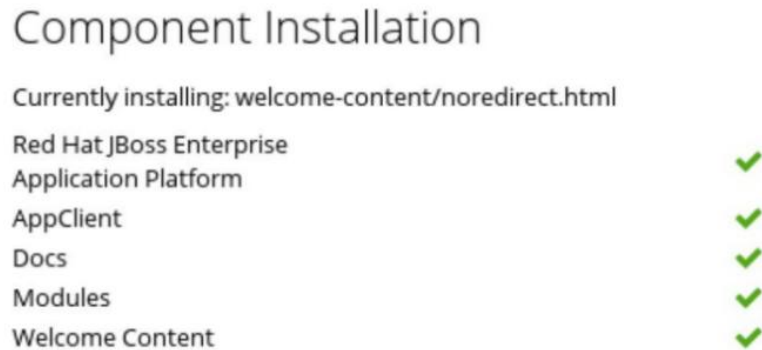 Component Installation
Currently installing: welcome-content/noredirect.html
Red Hat JBoss Enterprise
Application Platform
AppClient
Docs
Modules
Welcome Content